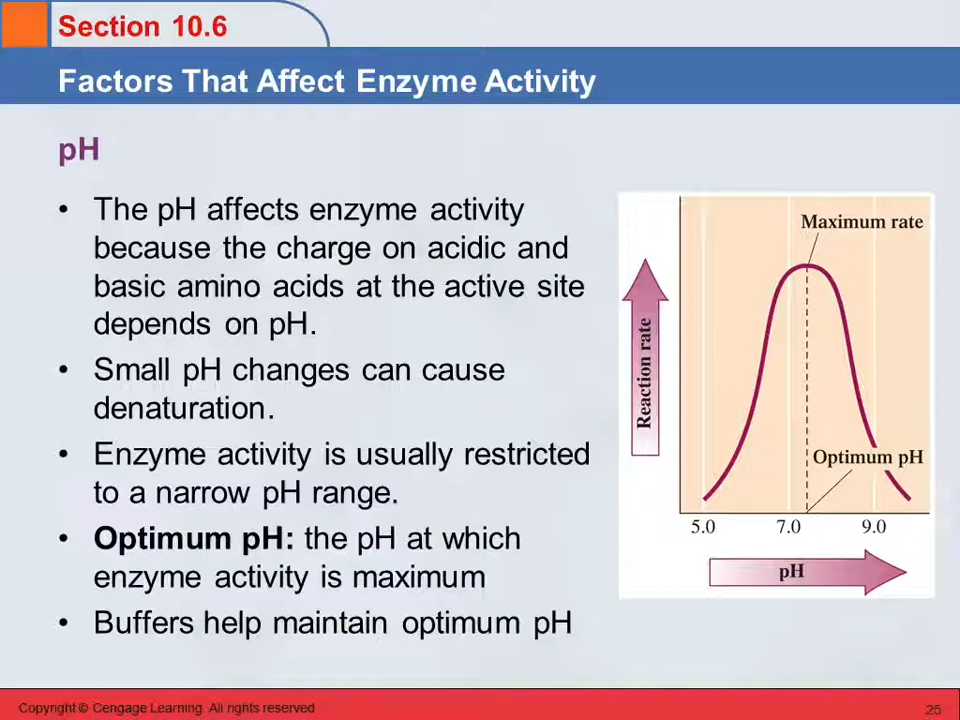 Section 10.6
Factors That Affect Enzyme Activity
pH
• The pH affects enzyme activity
because the charge on acidic and
basic amino acids at the active site
depends on pH.
• Small pH changes can cause
denaturation.
• Enzyme activity is usually restricted
to a narrow pH range.
• Optimum pH: the pH at which
enzyme activity is maximum
• Buffers help maintain optimum pH
Maximum rate
Reaction rate
Optimum pH
5.0 7.0 9.0
pH
Copyright © Cengage Learning. All rights reserved
25